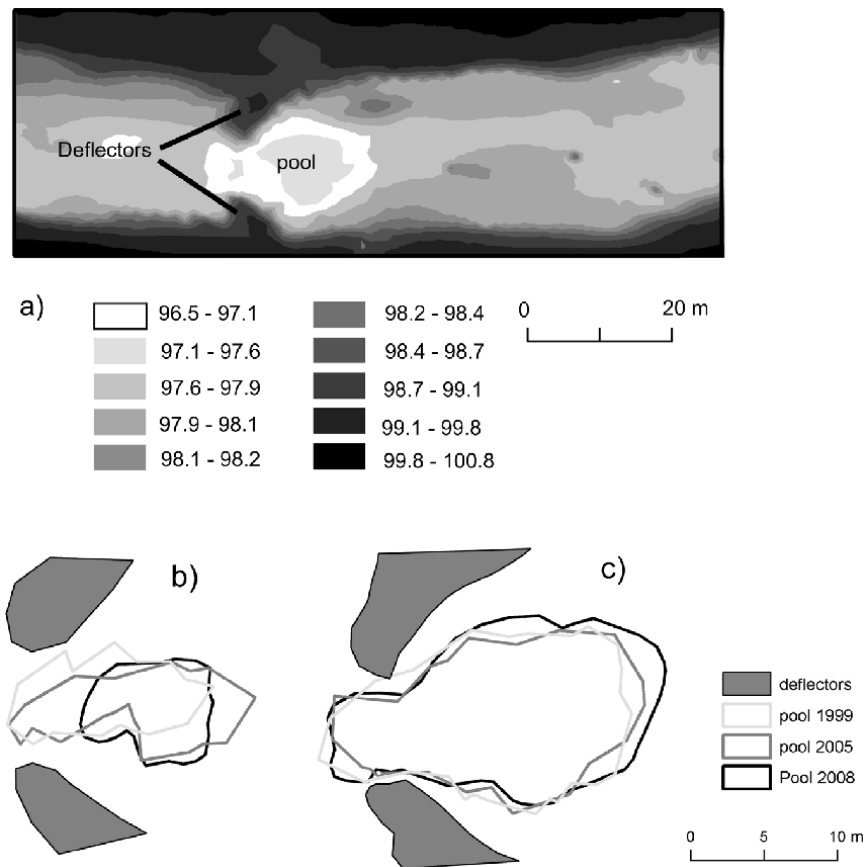 Deflectors
pool
a)
0 20 m
96.5 - 97.1
97.1 - 97.6
97.6 - 97.9
97.9 - 98.1
98.1 - 98.2
98.2 - 98.4
98.4 - 98.7
98.7 - 99.1
99.1 - 99.8
99.8 - 100.8
b)
c)
deflectors
pool 1999
pool 2005
Pool 2008
0 5 10 m